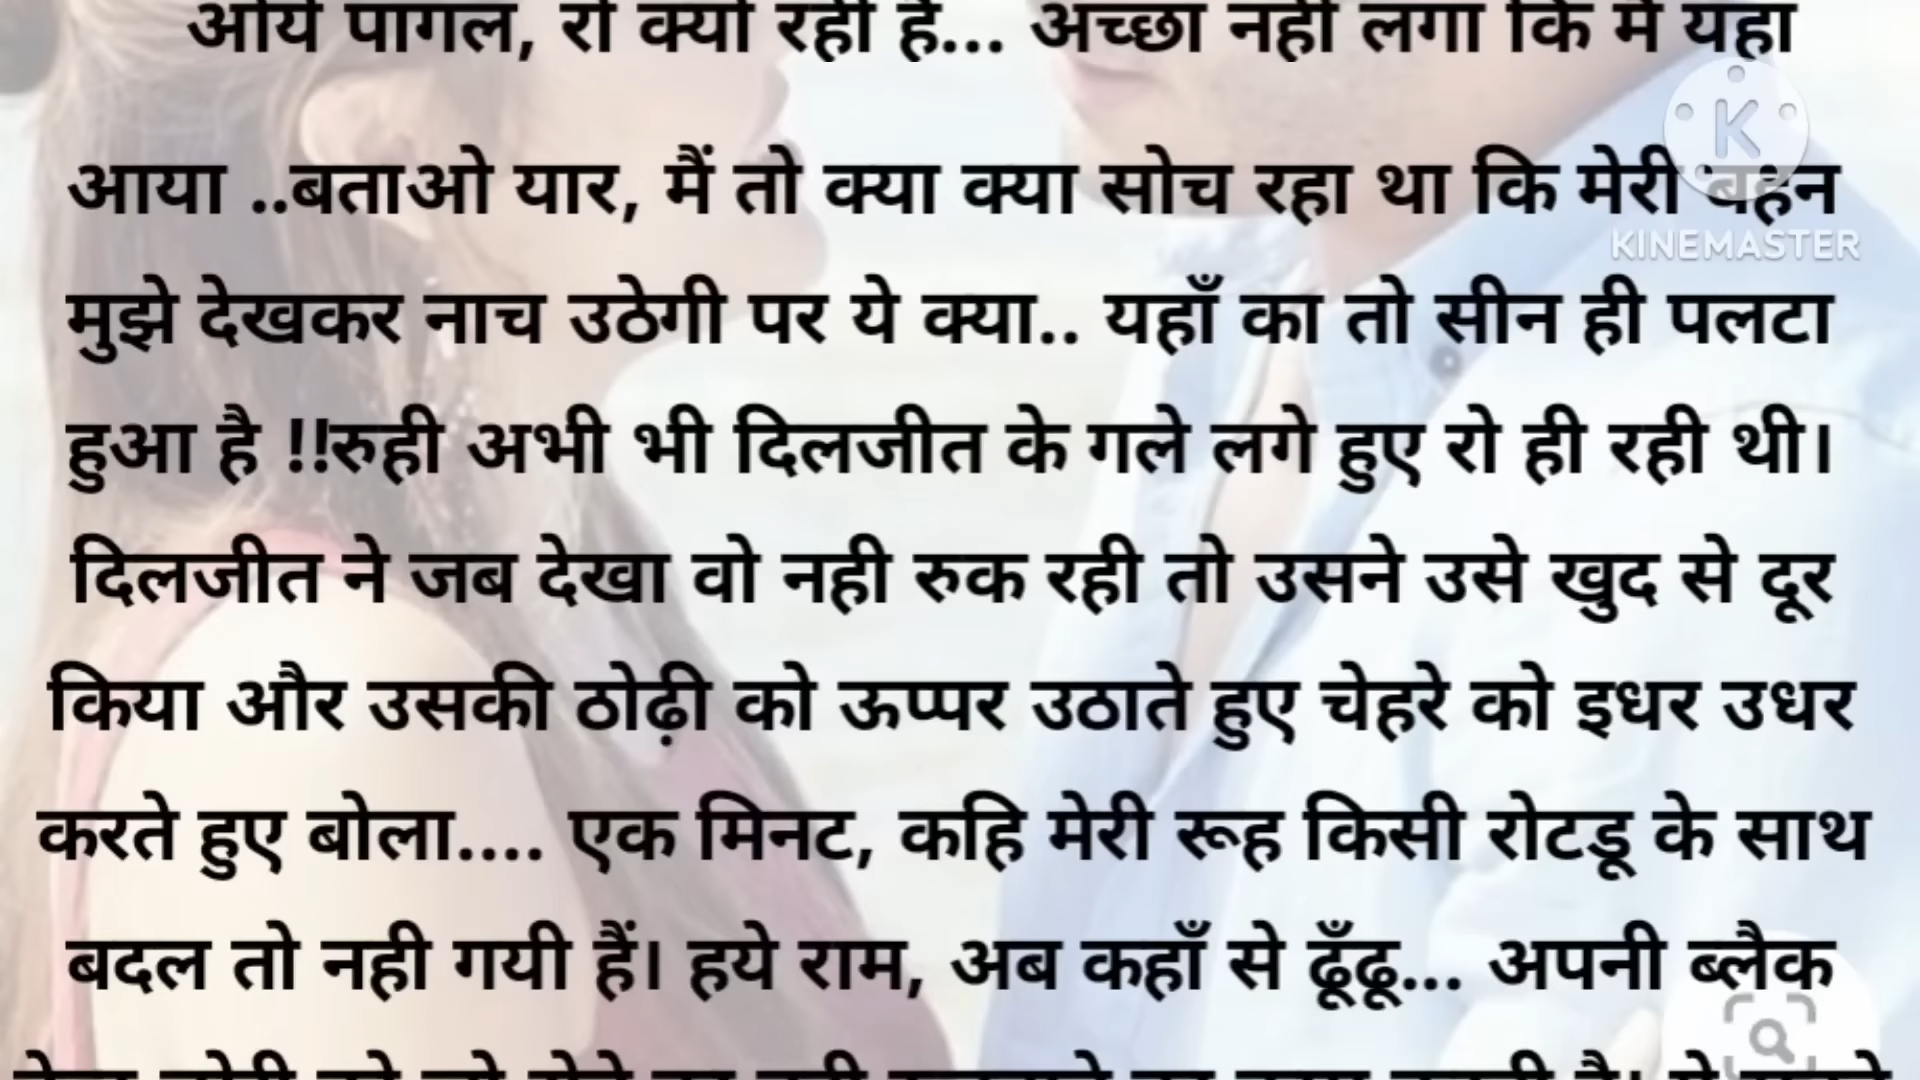 ओये पागल, रो क्यों रही है... अच्छा नहीं लगा कि मैं यहाँ
आया ..बताओ यार, मैं तो क्या क्या सोच रहा था कि मेरी बहन
KINEMASTER
मुझे देखकर नाच उठेगी पर ये क्या.. यहाँ का तो सीन ही पलटा
हुआ है !!रुही अभी भी दिलजीत के गले लगे हुए रो ही रही थी।
दिलजीत ने जब देखा वो नही रुक रही तो उसने उसे खुद से दूर
किया और उसकी ठोढ़ी को ऊप्पर उठाते हुए चेहरे को इधर उधर
करते हुए बोला.... एक मिनट, कहि मेरी रूह किसी रोटडू के साथ
बदल तो नही गयी हैं। हये राम, अब कहाँ से ढूँढू... अपनी ब्लैक